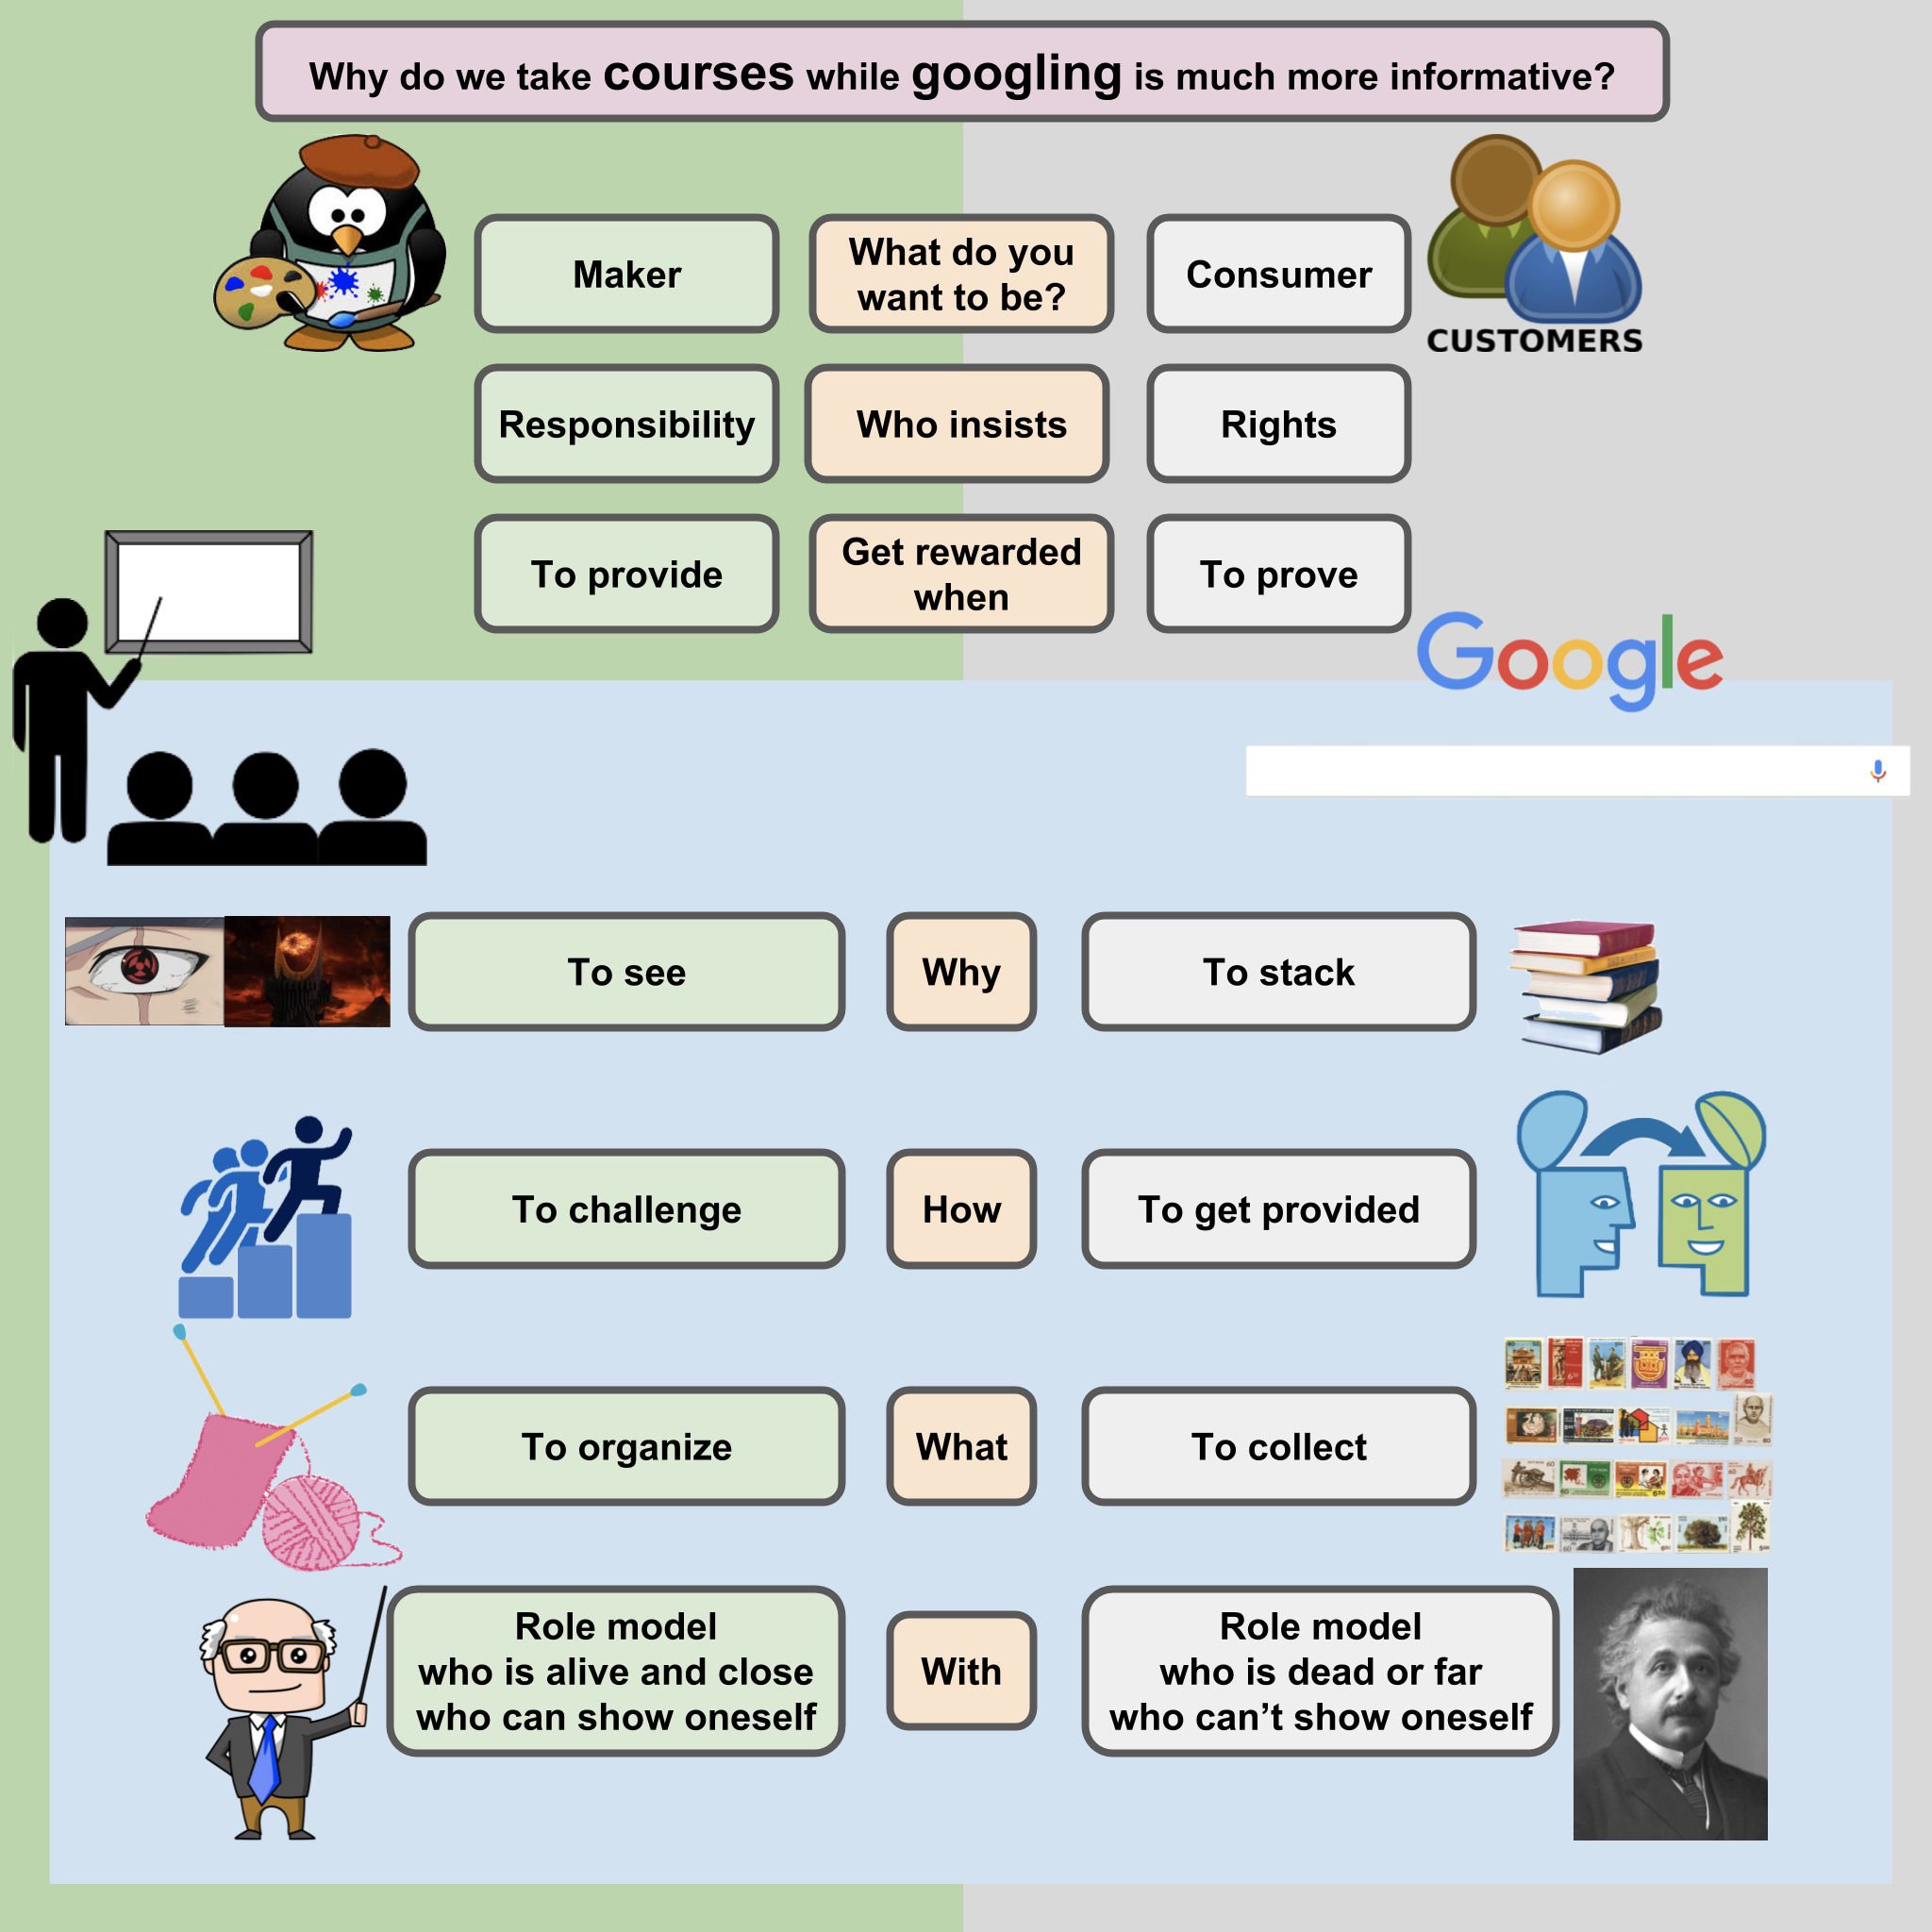 Why do we take courses while googling is much more informative?
Maker
What do you
want to be?
Consumer
CUSTOMERS
Responsibility
Who insists
Rights
To provide
Get rewarded
when
To prove
Google
To see
Why
To stack
To challenge
How
To get provided
To organize
What
To collect
Role model
who is alive and close
who can show oneself
With
Role model
who is dead or far
who can’t show oneself